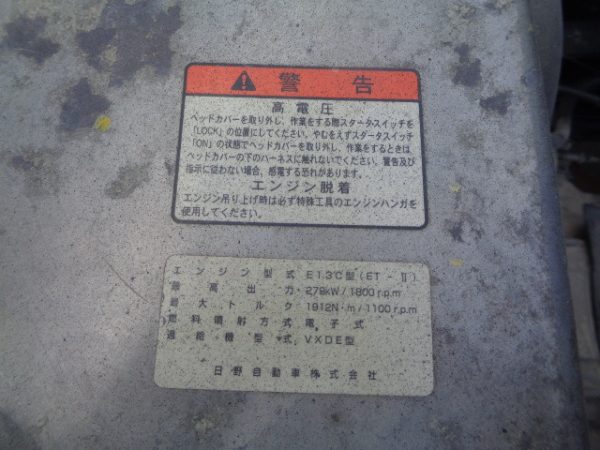 警告
高電圧
ヘッドカバーを取り外し、作業をする際スタータスイッチを
「LOCK」の位置にしてください。やむをえずスタータスイッチ
「ON」の状態でヘッドカバーを取り外し、作業をするときは
ヘッドカバーの下のハーネスに触れないでください。警告及び
指示に従わない場合、感電する恐れがあります。
エンジン脱着
エンジン吊り上げ時は必ず特殊工具のエンジンハンガを
使用してください。
エンジン型式 E13C型(ET-Ⅱ)
最高出力 279kW/1800r.p.m
最大トルク 1912N・m/1100r.p.m
燃料噴射方式 電子式
過給機型式 VXDE型
日野自動車株式会社